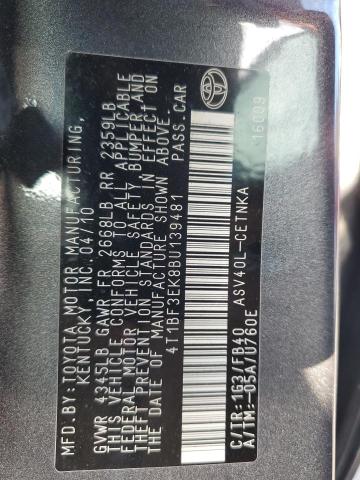 MFD.BY:TOYOTA MOTOR MANUFACTURING,
KENTUCKY, INC. 04/10
GVWR 4345LB GAWR FR 2668LB RR 2359LB
THIS VEHICLE CONFORMS TO ALL APPLICABLE
FEDERAL MOTOR VEHICLE SAFETY, BUMPER, AND
THEFT PREVENTION STANDARDS IN EFFECT ON
THE DATE OF MANUFACTURE SHOWN ABOVE.
4T1BF3EK8BU139481 PASS.CAR
ASV40L-CETNKA 16009
C/TR:1G3/FB40
A/TM:-05A/U760E